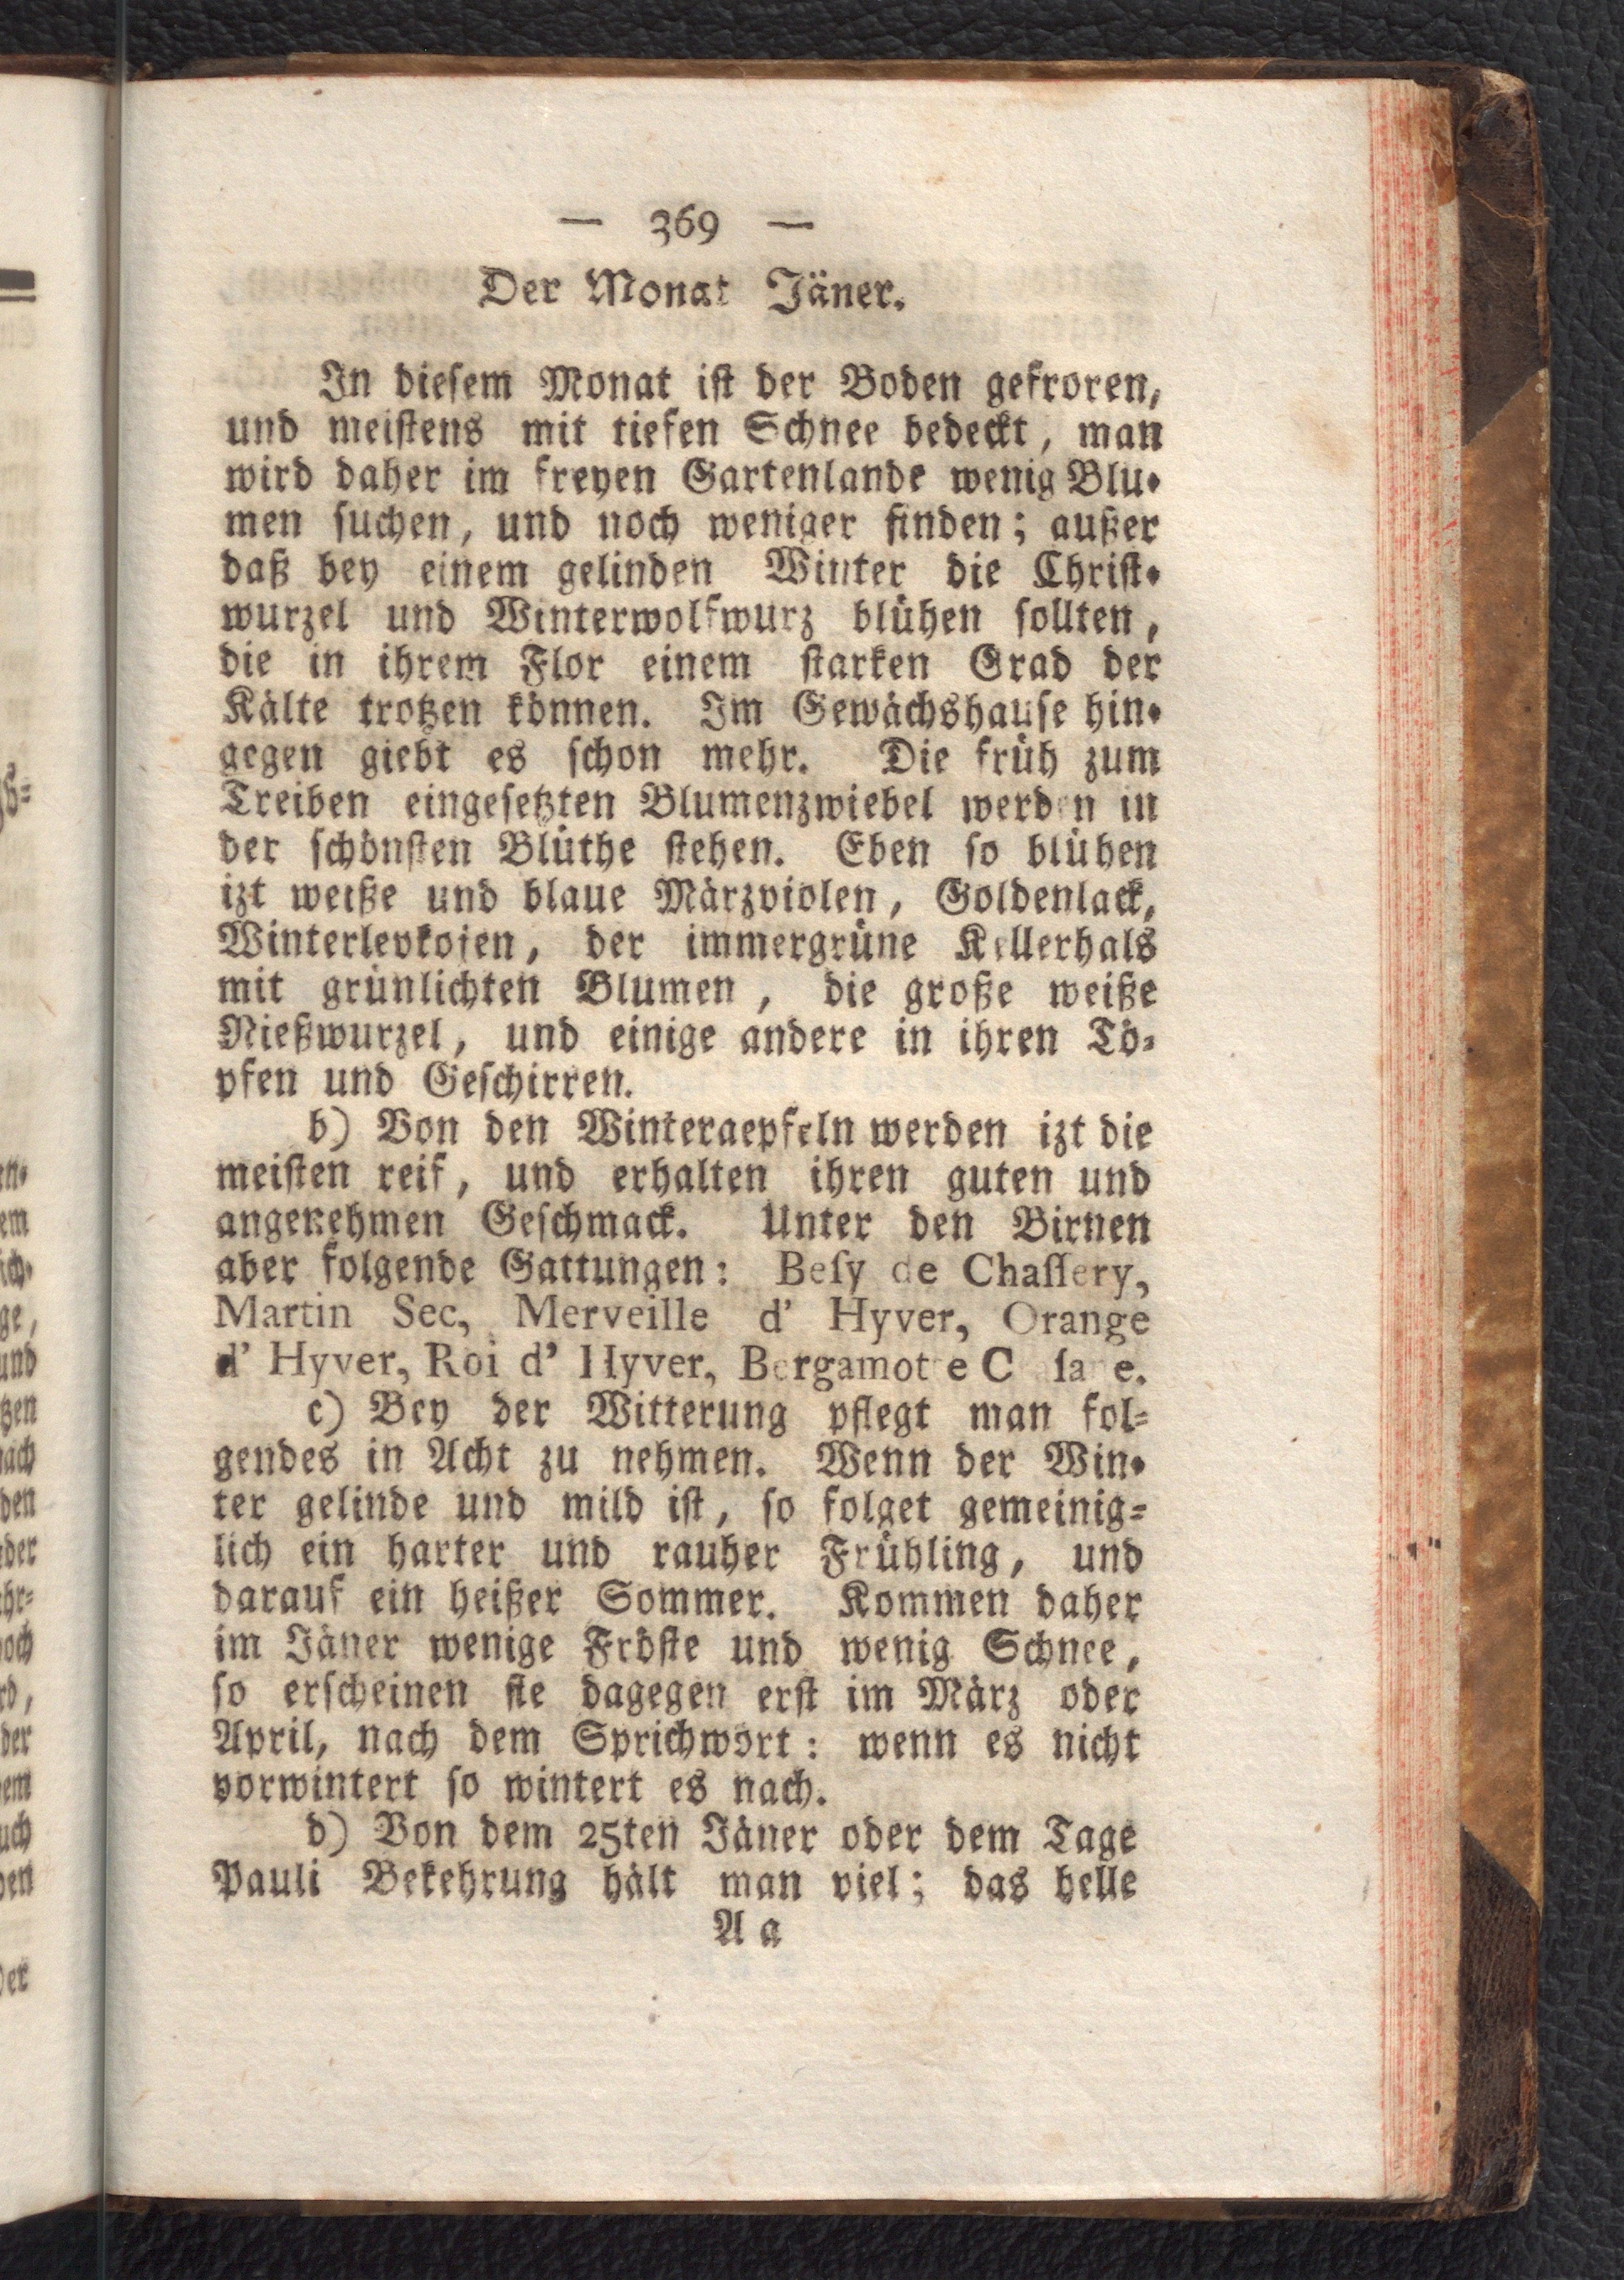 — 369 —
Der Monat Jäner.
In diesem Monat ist der Boden gefroren,
und meistens mit tiefen Schnee bedeckt, man
wird daher im freyen Gartenlande wenig Blu-
men suchen, und noch weniger finden; außer
daß bey einem gelinden Winter die Christ-
wurzel und Winterwolfwurz blühen sollten,
die in ihrem Flor einem starken Grad der
Kälte trotzen können. Im Gewächshause hin-
gegen giebt es schon mehr. Die früh zum
Treiben eingesetzten Blumenzwiebel werden in
der schönsten Blüthe stehen. Eben so blühen
izt weiße und blaue Märzviolen, Goldenlack,
Winterlevkojen, der immergrüne Kellerhals
mit grünlichten Blumen, die große weiße
Nießwurzel, und einige andere in ihren Tö-
pfen und Geschirren.
b) Von den Winteraepfeln werden izt die
meisten reif, und erhalten ihren guten und
angenehmen Geschmack. Unter den Birnen
aber folgende Gattungen: Besy de Chassery,
Martin Sec, Merveille d' Hyver, Orange
d' Hyver, Roi d' Hyver, Bergamotte
c) Bey der Witterung pflegt man fol-
gendes in Acht zu nehmen. Wenn der Win-
ter gelinde und mild ist, so folget gemeinig-
lich ein harter und rauher Frühling, und
darauf ein heißer Sommer. Kommen daher
im Jäner wenige Fröste und wenig Schnee,
so erscheinen sie dagegen erst im März oder
April, nach dem Sprichwort: wenn es nicht
vorwintert so wintert es nach.
d) Von dem 25ten Jäner oder dem Tage
Pauli Bekehrung hält man viel; das helle
A a